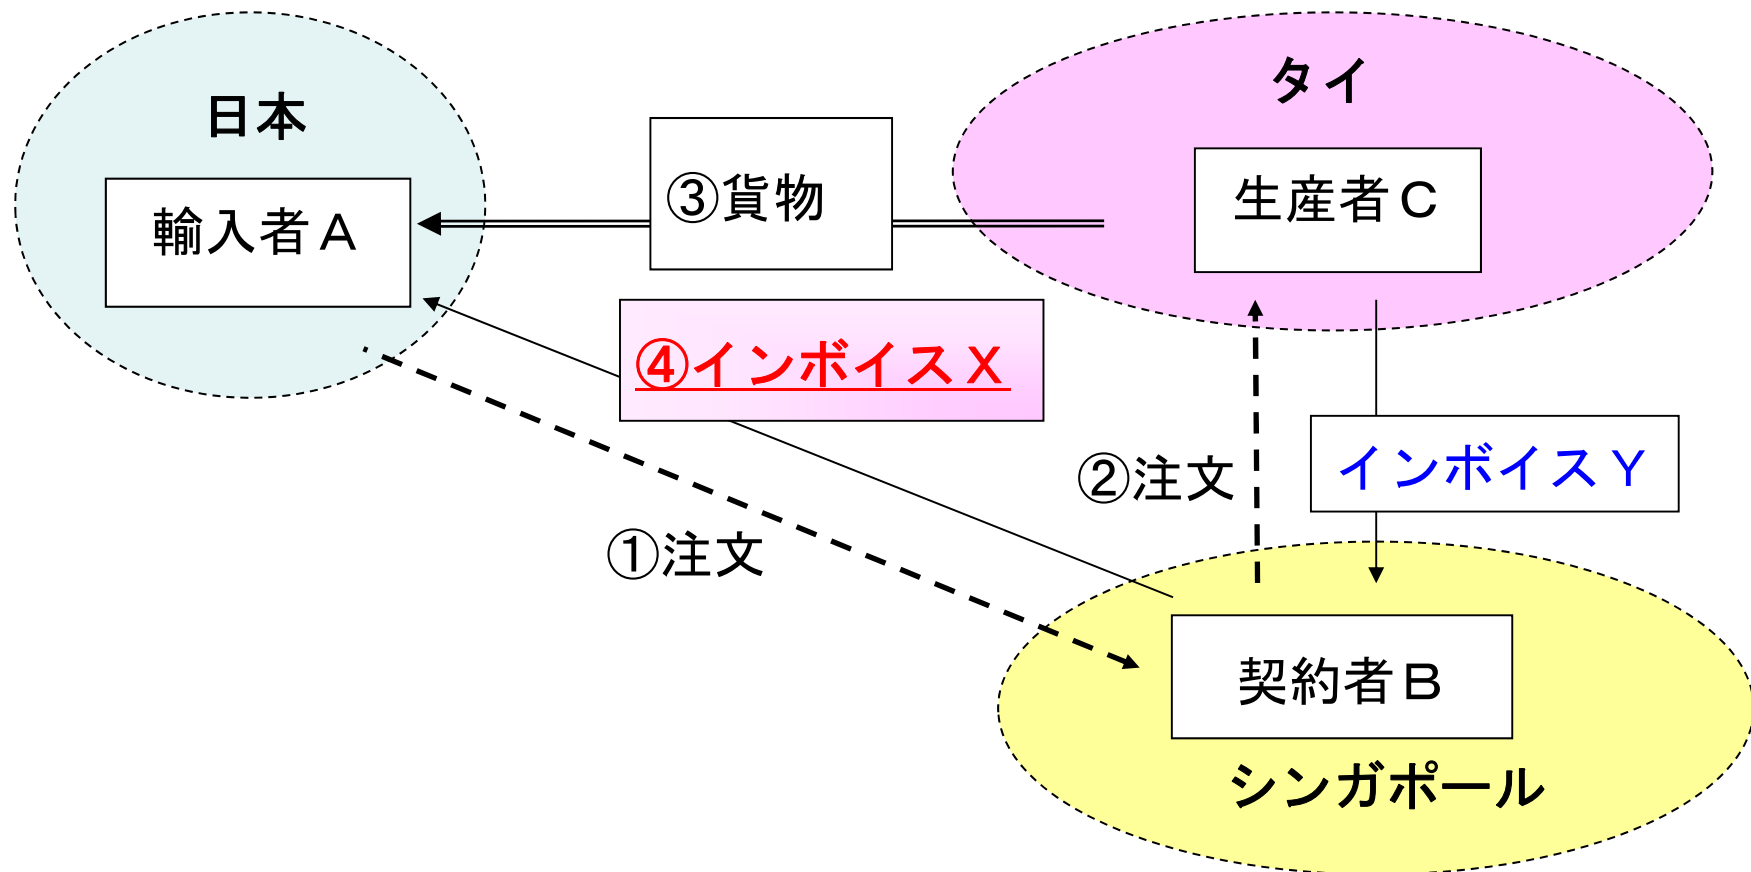 日本
タイ
③貨物
生産者C
輸入者A
④インボイスX
インボイスY
②注文
①注文
契約者B
シンガポール